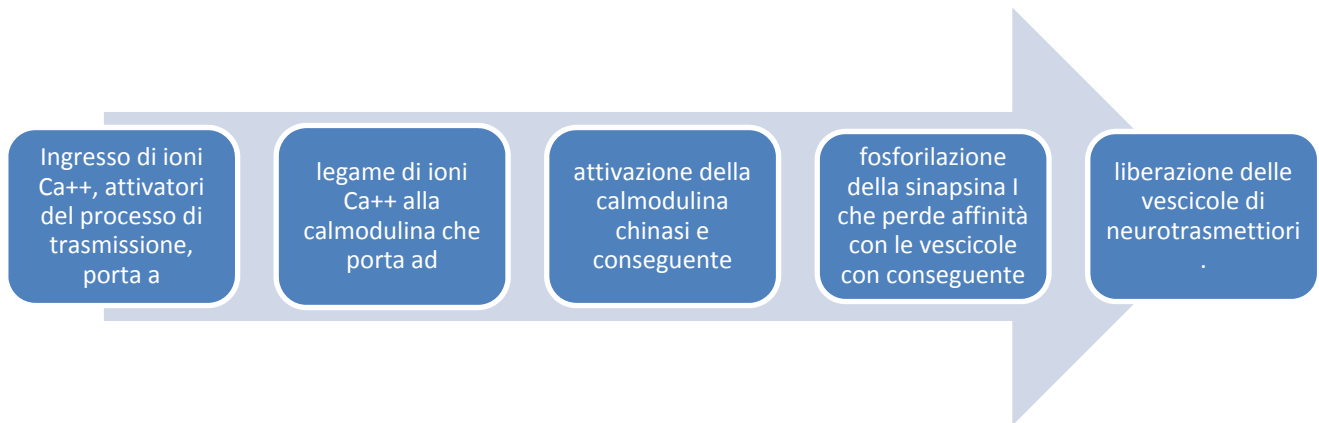 Ingresso di ioni
Ca++, attivatori
del processo di
trasmissione,
porta a
legame di ioni
Ca++ alla
calmodulina che
porta ad
attivazione della
calmodulina
chinasi e
conseguente
fosforilazione
della sinapsina I
che perde affinità
con le vescicole
con conseguente
liberazione delle
vescicole di
neurotrasmettiori
.